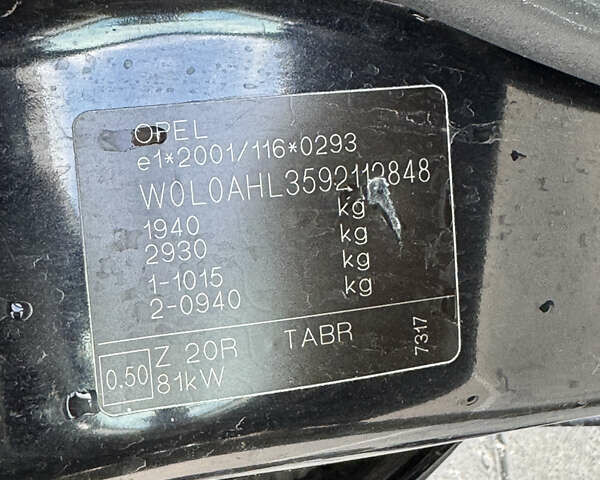 OPEL
e1*2001/116*0293
W0L0AHL3592112848
1940 kg
2930 kg
1-1015 kg
2-0940 kg
0.50 Z 20R TABR 7317
81kW